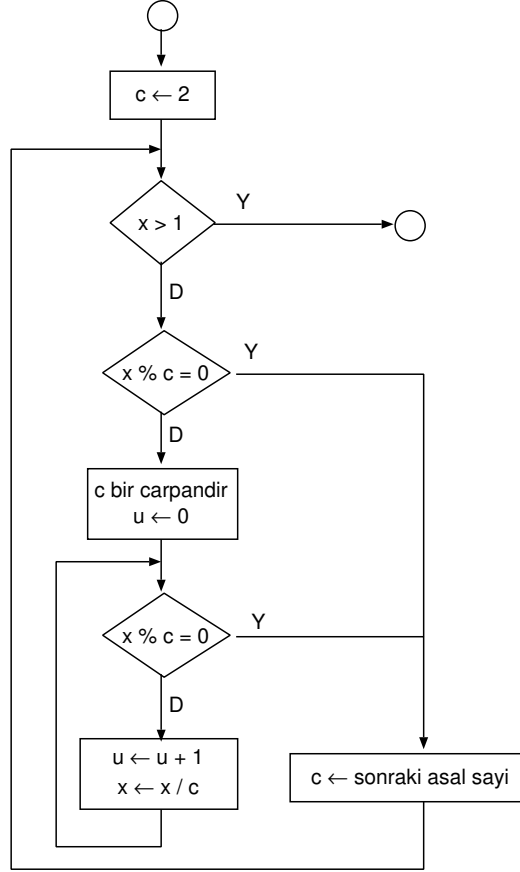 c ← 2
x > 1
Y
D
x % c = 0
Y
D
c bir carpandir
u ← 0
x % c = 0
Y
D
u ← u + 1
x ← x / c
c ← sonraki asal sayi